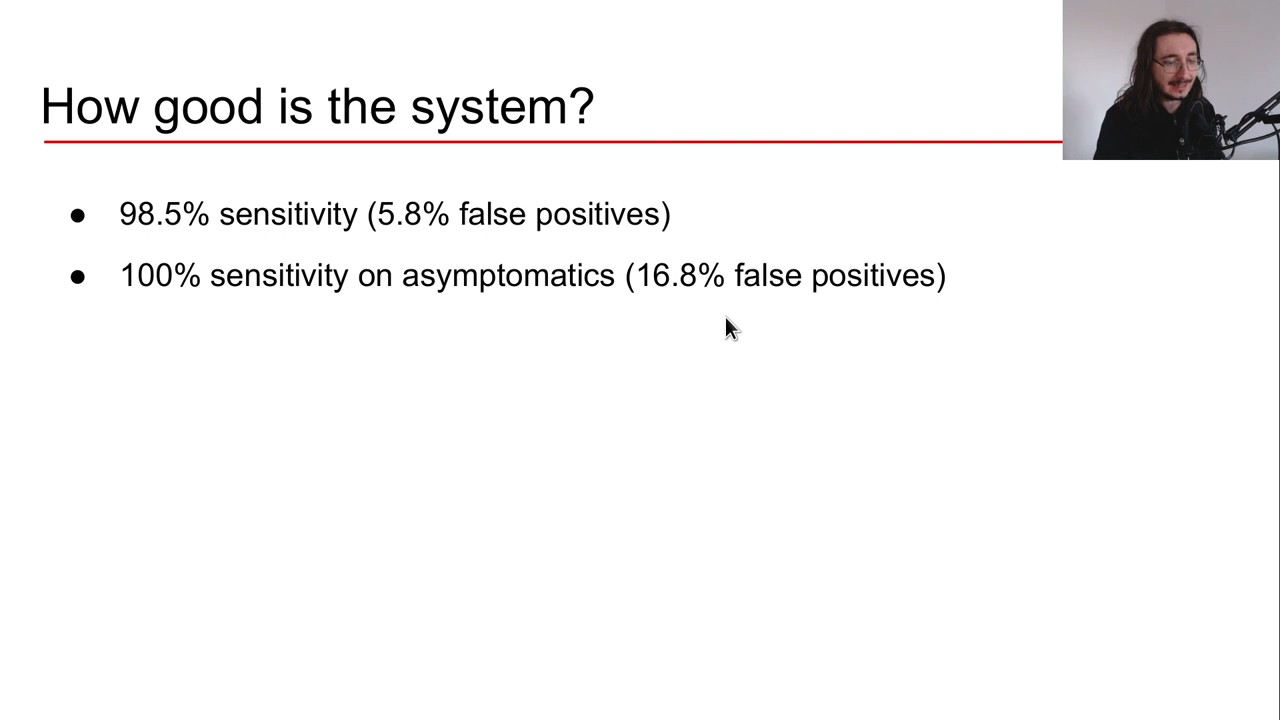 How good is the system?
● 98.5% sensitivity (5.8% false positives)
● 100% sensitivity on asymptomatics (16.8% false positives)